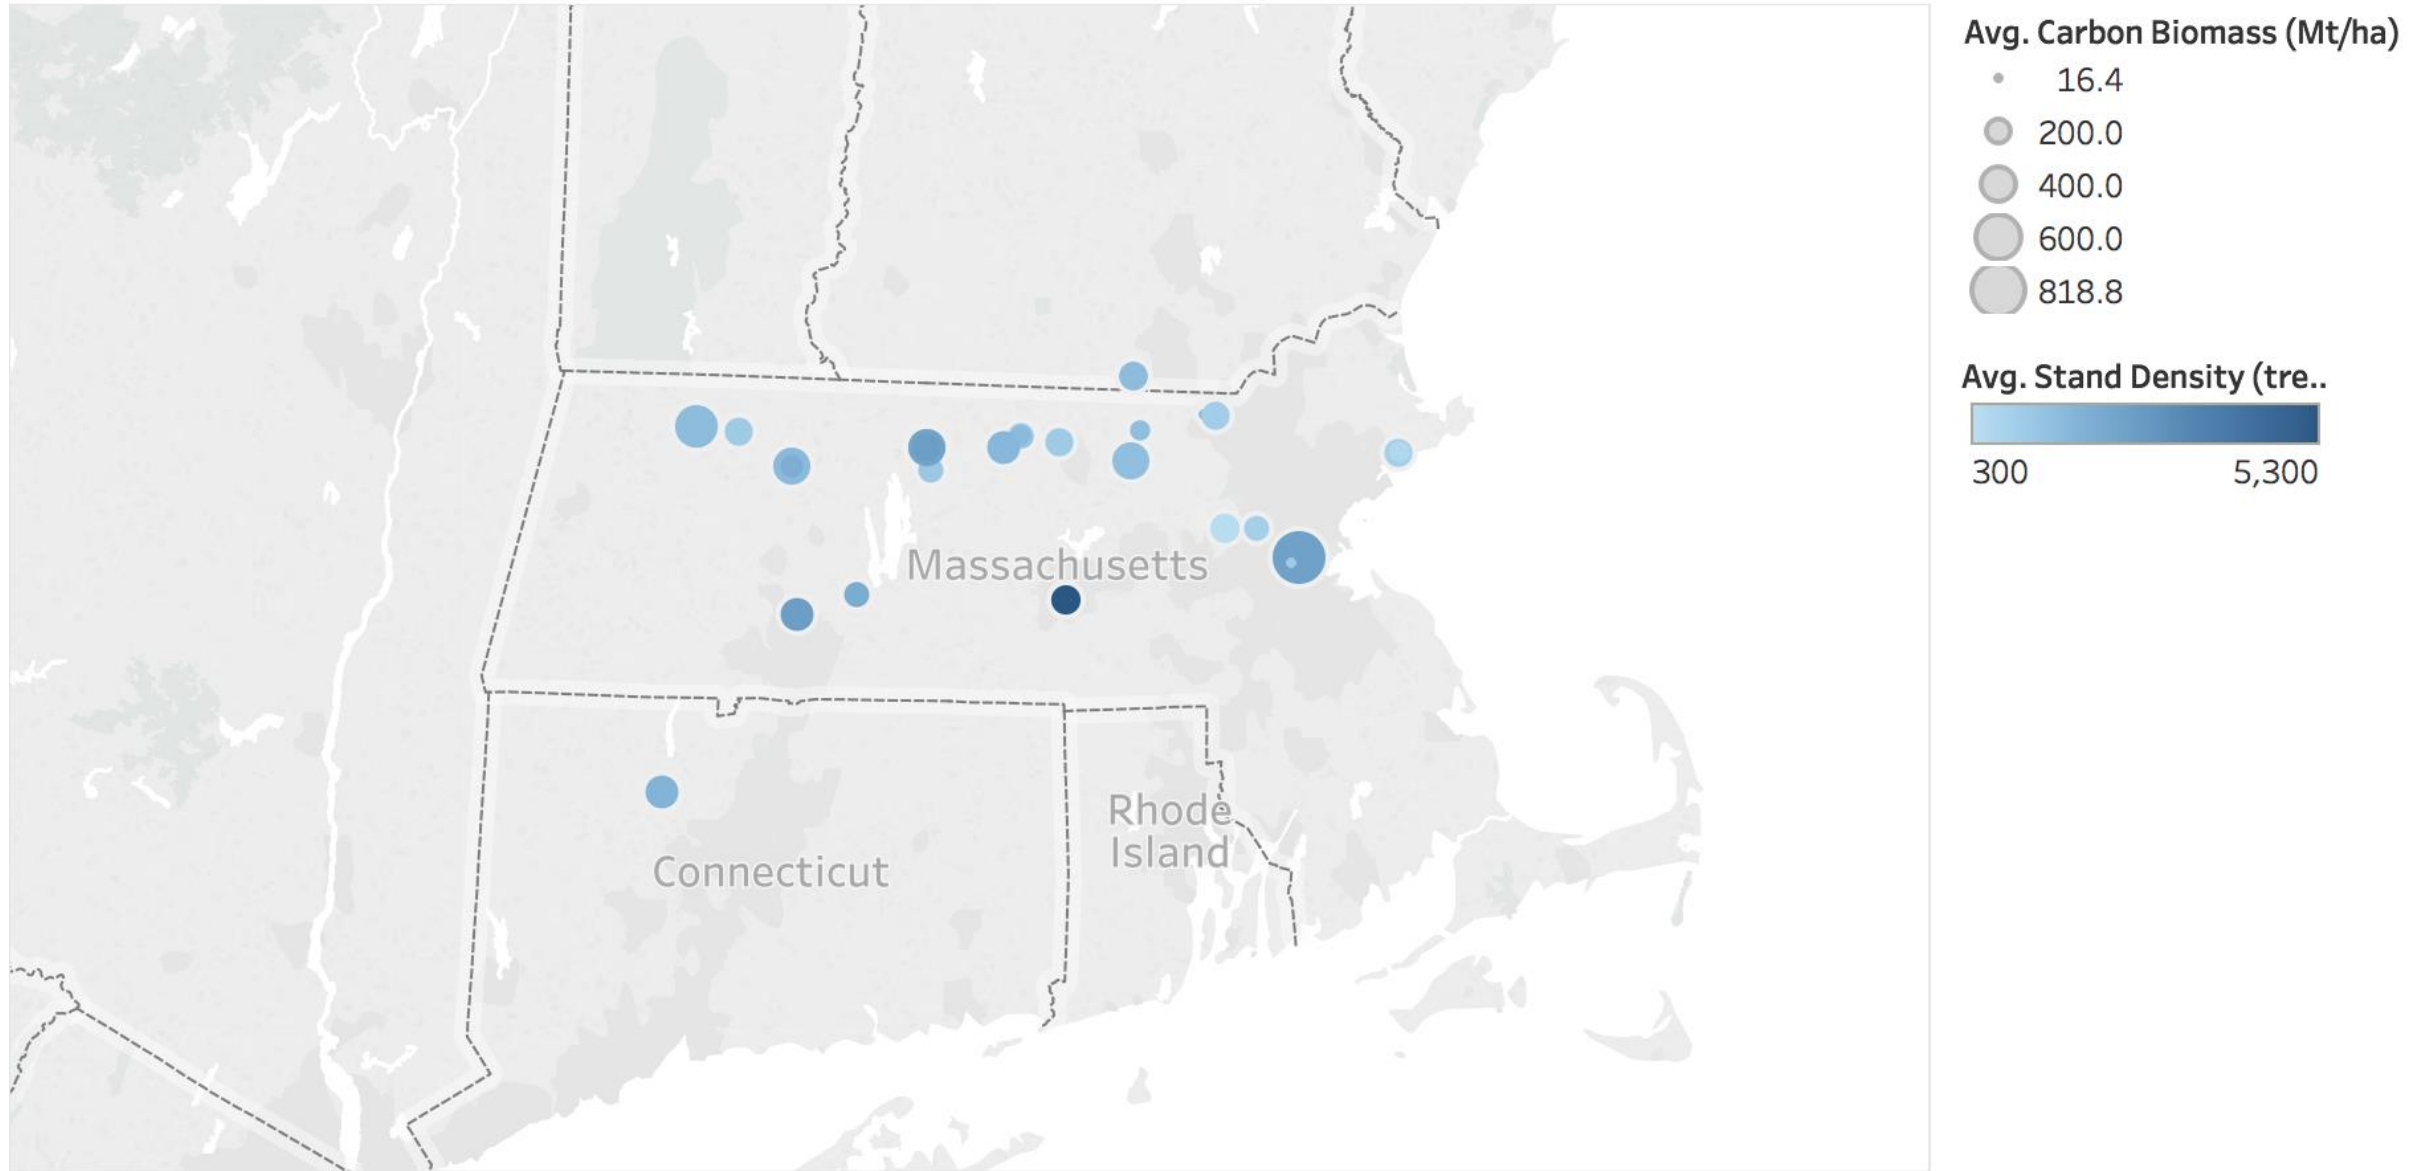 Massachusetts
Rhode
Island
Connecticut
Avg. Carbon Biomass (Mt/ha)
16.4
200.0
400.0
600.0
818.8
Avg. Stand Density (tre..
300 5,300